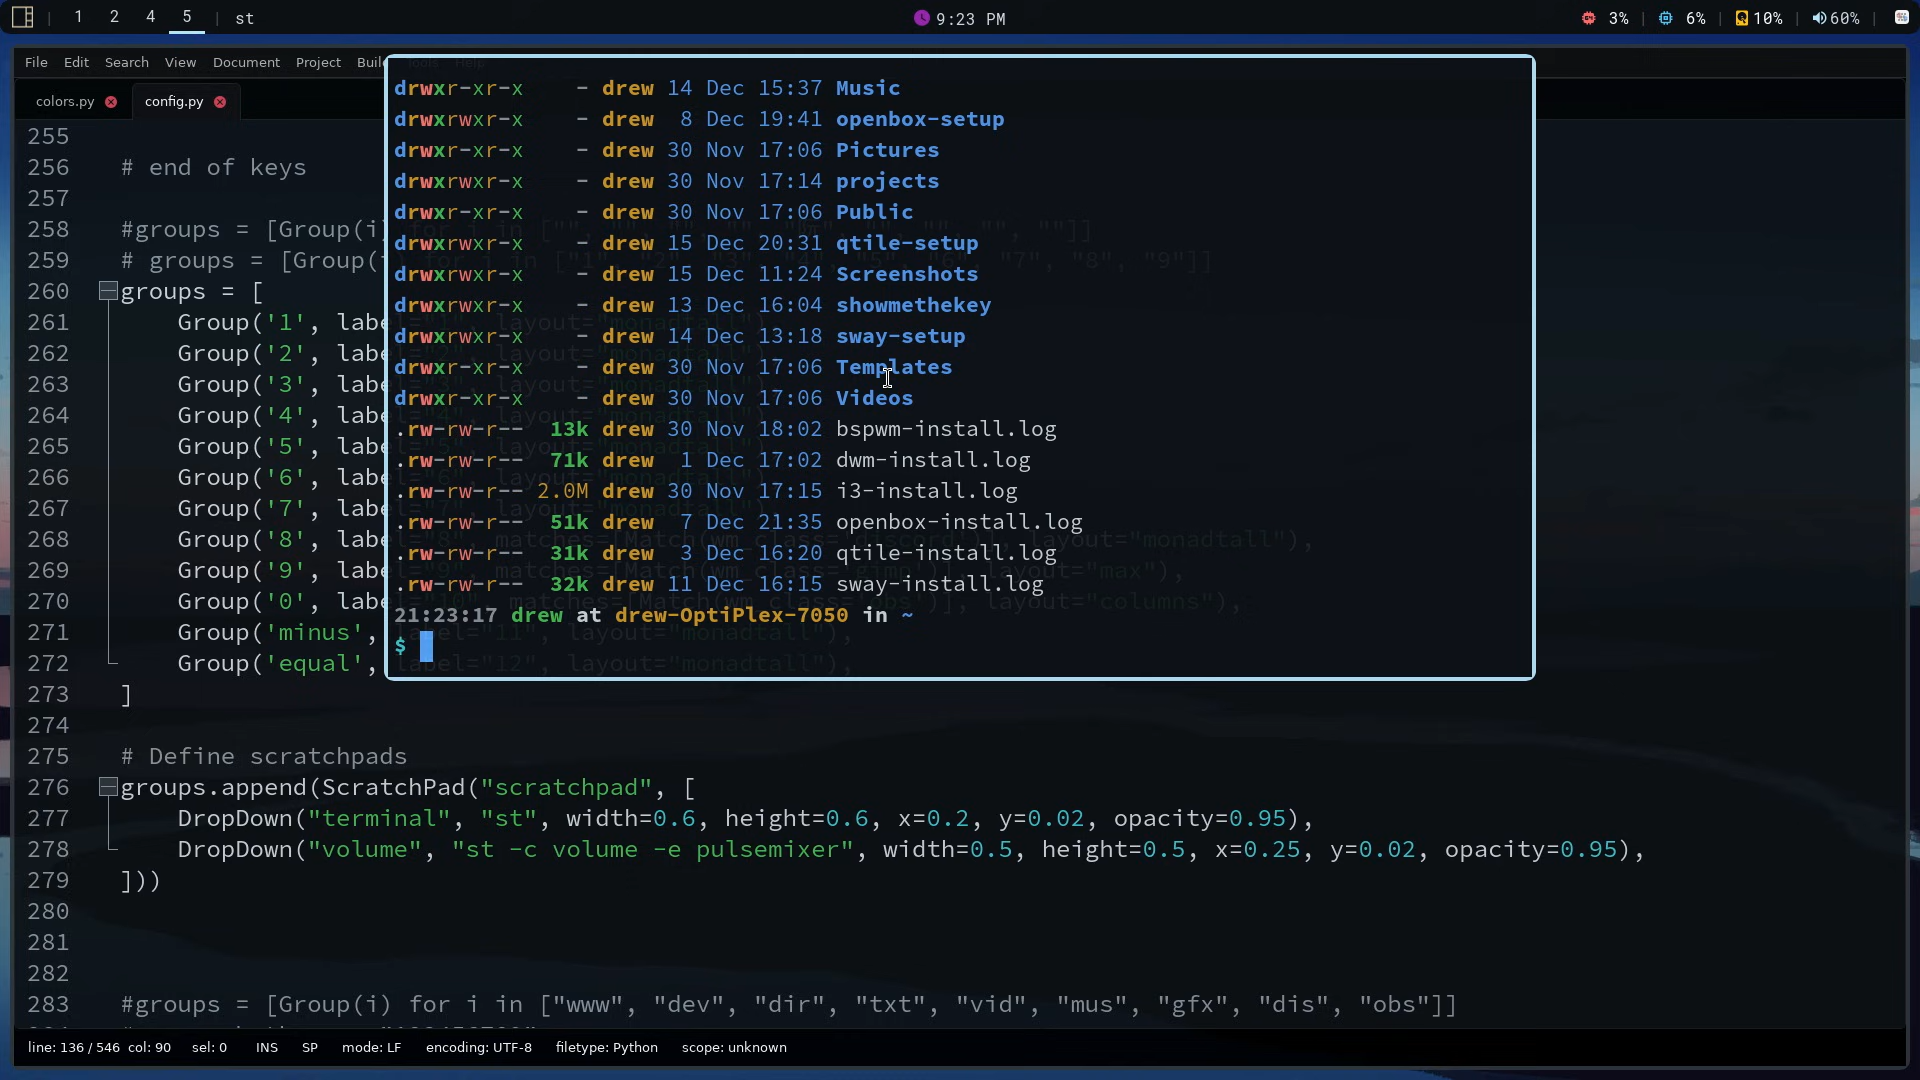 1 2 4 5 | st
9:23 PM
3% | 6% | 10% | 60% |
File Edit Search View Document Project Build Tools Help
colors.py config.py
drwxr-xr-x - drew 14 Dec 15:37 Music
drwxrwxr-x - drew 8 Dec 19:41 openbox-setup
drwxr-xr-x - drew 30 Nov 17:06 Pictures
drwxrwxr-x - drew 30 Nov 17:14 projects
drwxr-xr-x - drew 30 Nov 17:06 Public
drwxrwxr-x - drew 15 Dec 20:31 qtile-setup
drwxrwxr-x - drew 15 Dec 11:24 Screenshots
drwxrwxr-x - drew 13 Dec 16:04 showmethekey
drwxrwxr-x - drew 14 Dec 13:18 sway-setup
drwxr-xr-x - drew 30 Nov 17:06 Templates
drwxr-xr-x - drew 30 Nov 17:06 Videos
.rw-rw-r-- 13k drew 30 Nov 18:02 bspwm-install.log
.rw-rw-r-- 71k drew 1 Dec 17:02 dwm-install.log
.rw-rw-r-- 2.0M drew 30 Nov 17:15 i3-install.log
.rw-rw-r-- 51k drew 7 Dec 21:35 openbox-install.log
.rw-rw-r-- 31k drew 3 Dec 16:20 qtile-install.log
.rw-rw-r-- 32k drew 11 Dec 16:15 sway-install.log
21:23:17 drew at drew-OptiPlex-7050 in ~
$
255
256 # end of keys
257
258 #groups = [Group(i) for i in ["", "", "", "", "", "", "", "", ""]]
259 # groups = [Group(i) for i in ["1", "2", "3", "4", "5", "6", "7", "8", "9"]]
260 groups = [
261 Group('1', label="1", layout="monadtall"),
262 Group('2', label="2", layout="monadtall"),
263 Group('3', label="3", layout="monadtall"),
264 Group('4', label="4", layout="monadtall"),
265 Group('5', label="5", layout="monadtall"),
266 Group('6', label="6", layout="monadtall"),
267 Group('7', label="7", layout="monadtall"),
268 Group('8', label="8", matches=[Match(wm_class='discord')], layout="monadtall"),
269 Group('9', label="9", matches=[Match(wm_class='gimp')], layout="max"),
270 Group('0', label="10", matches=[Match(wm_class='obs')], layout="columns"),
271 Group('minus', label="11", layout="monadtall"),
272 Group('equal', label="12", layout="monadtall"),
273 ]
274
275 # Define scratchpads
276 groups.append(ScratchPad("scratchpad", [
277 DropDown("terminal", "st", width=0.6, height=0.6, x=0.2, y=0.02, opacity=0.95),
278 DropDown("volume", "st -c volume -e pulsemixer", width=0.5, height=0.5, x=0.25, y=0.02, opacity=0.95),
279 ]))
280
281
282
283 #groups = [Group(i) for i in ["www", "dev", "dir", "txt", "vid", "mus", "gfx", "dis", "obs"]]
line: 136 / 546 col: 90 sel: 0 INS SP mode: LF encoding: UTF-8 filetype: Python scope: unknown